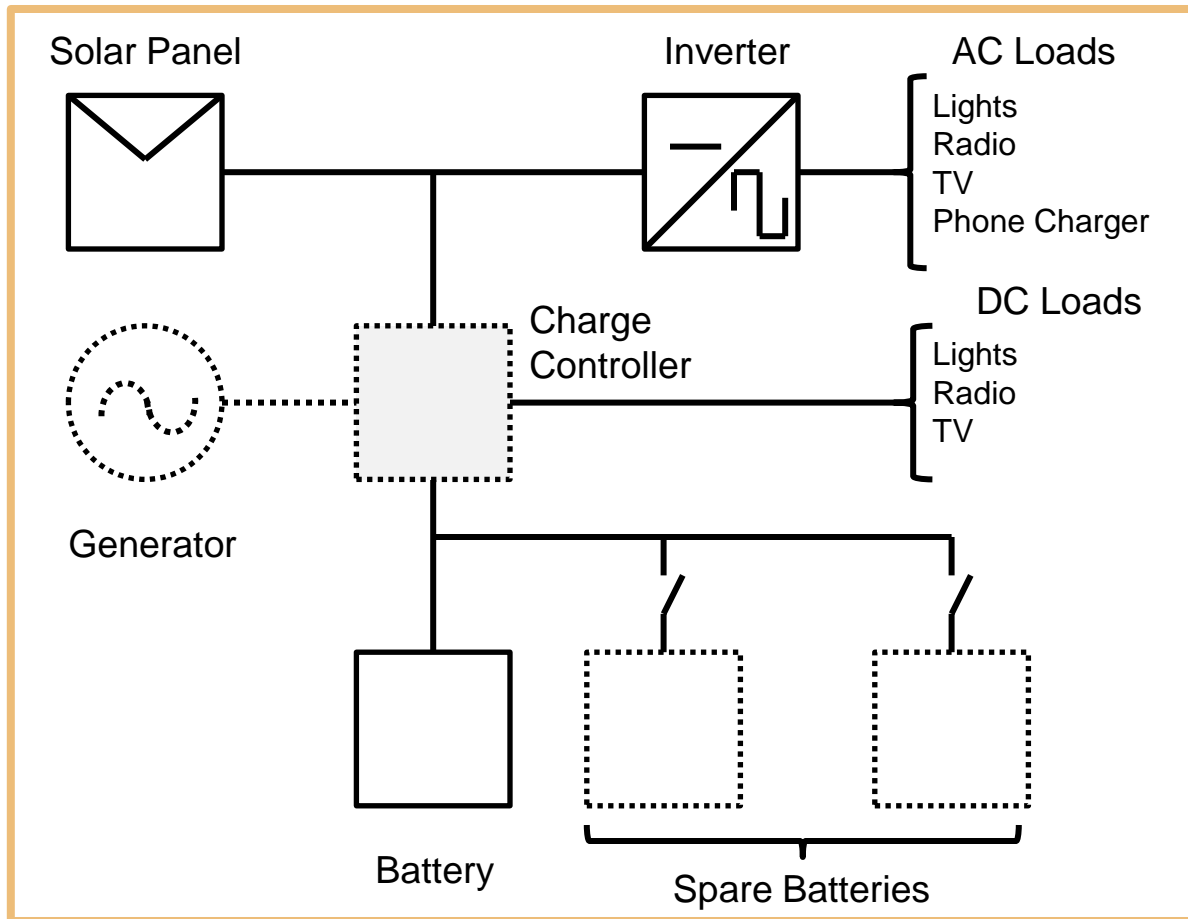 Solar Panel
Inverter
AC Loads
Lights
Radio
TV
Phone Charger
Charge
Controller
DC Loads
Lights
Radio
TV
Generator
Battery
Spare Batteries